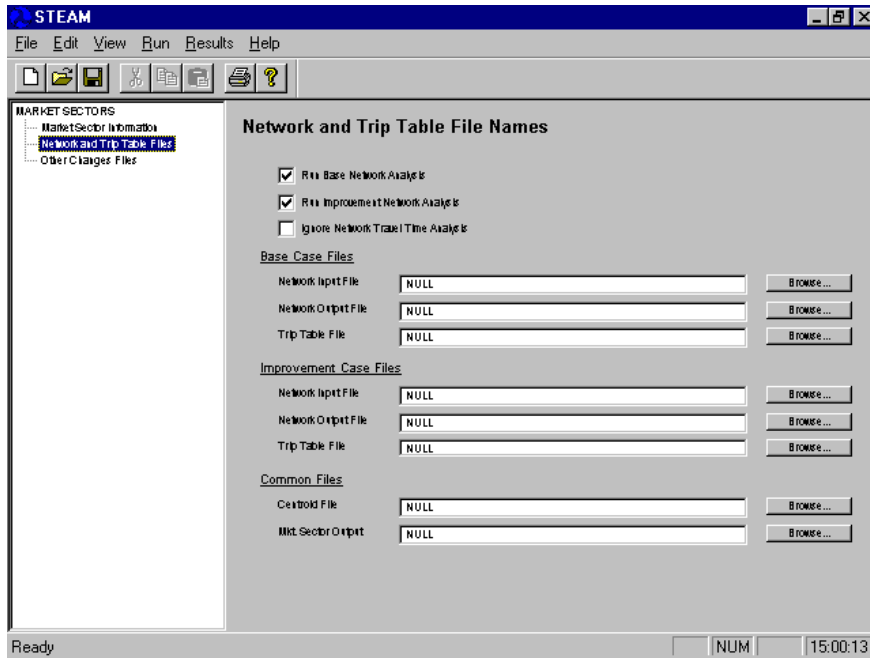 STEAM
File Edit View Run Results Help
MARKET SECTORS
Market Sector Information
Network and Trip Table Files
Other Changes Files
Network and Trip Table File Names
Run Base Network Analysis
Run Improvement Network Analysis
Ignore Network Travel Time Analysis
Base Case Files
Network Input File NULL Browse...
Network Output File NULL Browse...
Trip Table File NULL Browse...
Improvement Case Files
Network Input File NULL Browse...
Network Output File NULL Browse...
Trip Table File NULL Browse...
Common Files
Centroid File NULL Browse...
Mkt. Sector Output NULL Browse...
Ready NUM 15:00:13